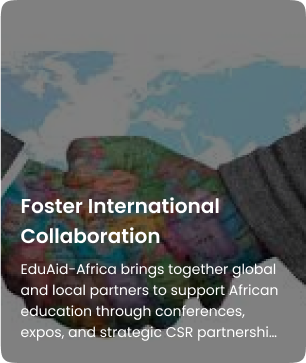 Foster International
Collaboration
EduAid-Africa brings together global
and local partners to support African
education through conferences,
expos, and strategic CSR partnershi...